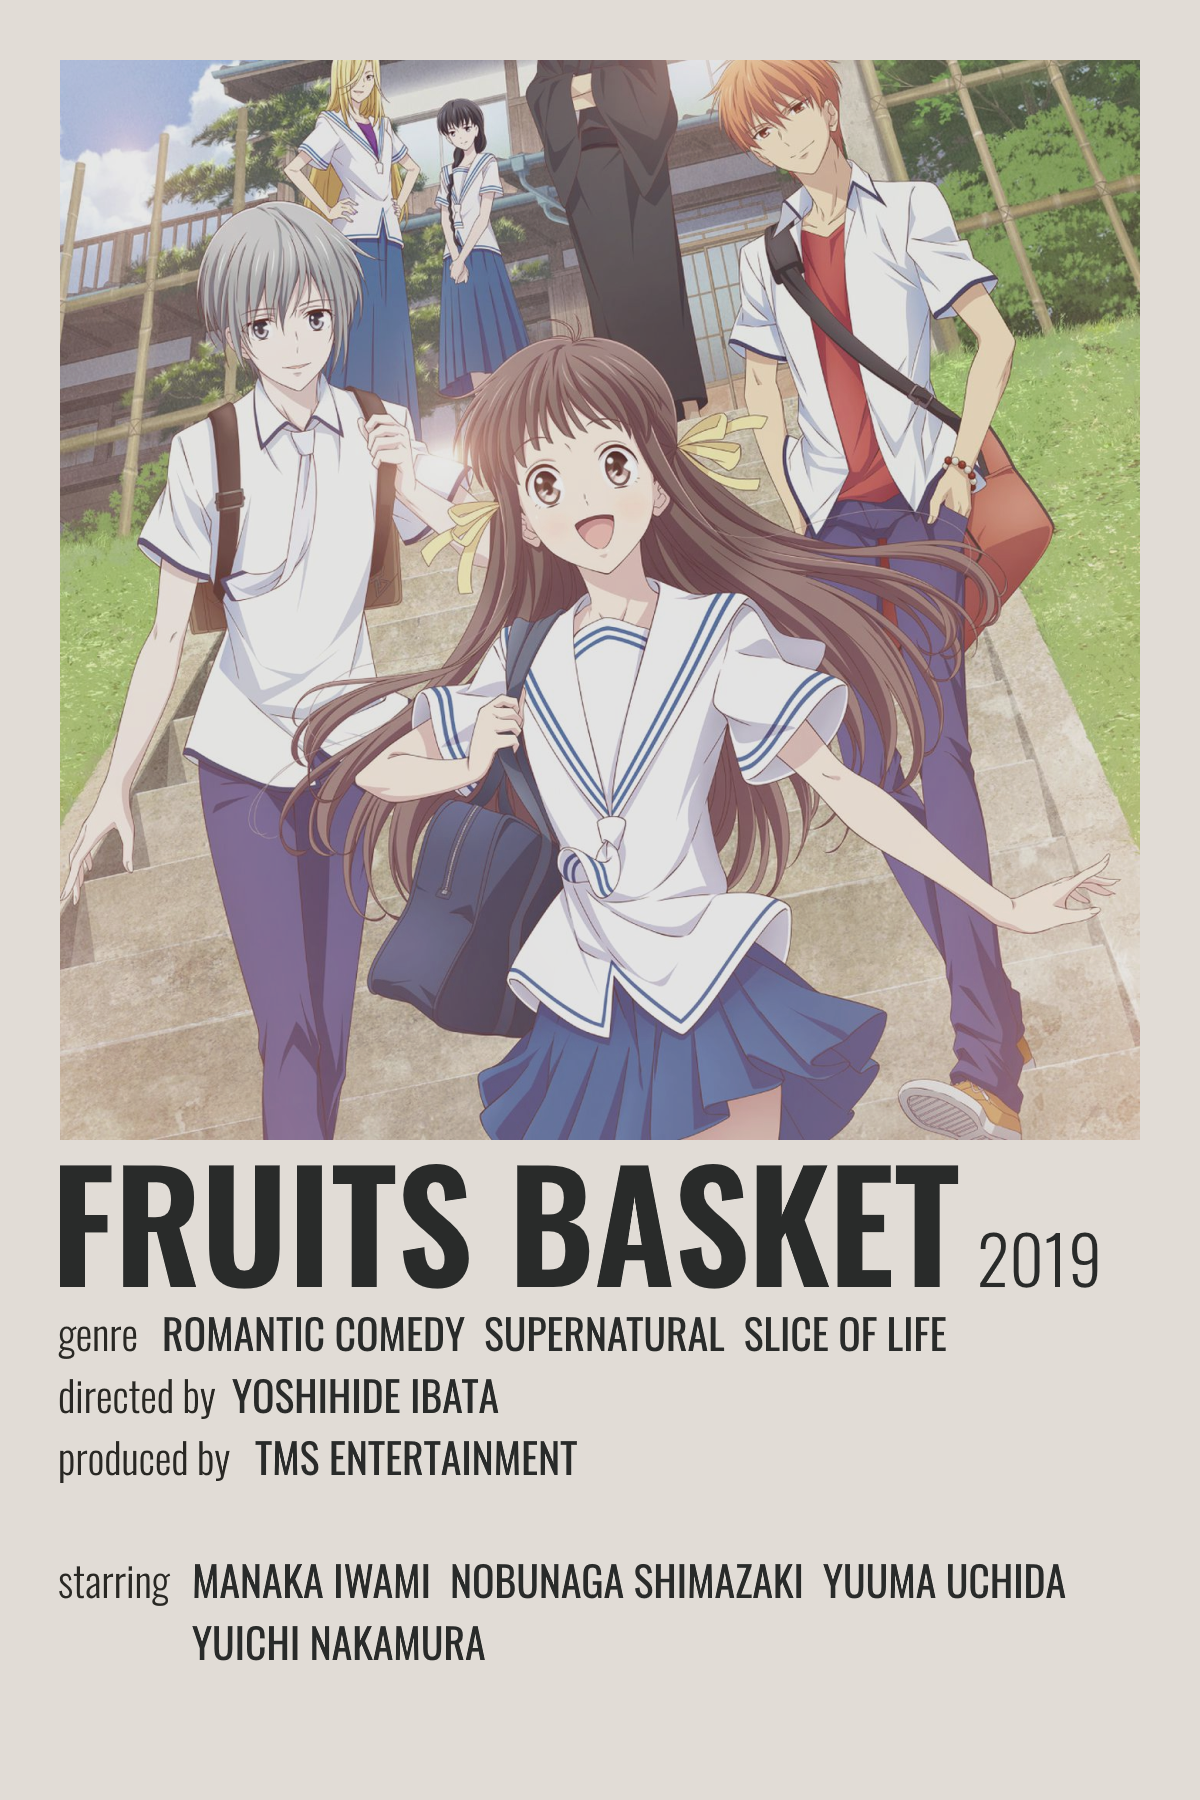 FRUITS BASKET 2019
genre ROMANTIC COMEDY SUPERNATURAL SLICE OF LIFE
directed by YOSHIHIDE IBATA
produced by TMS ENTERTAINMENT
starring MANAKA IWAMI NOBUNAGA SHIMAZAKI YUUMA UCHIDA
YUICHI NAKAMURA